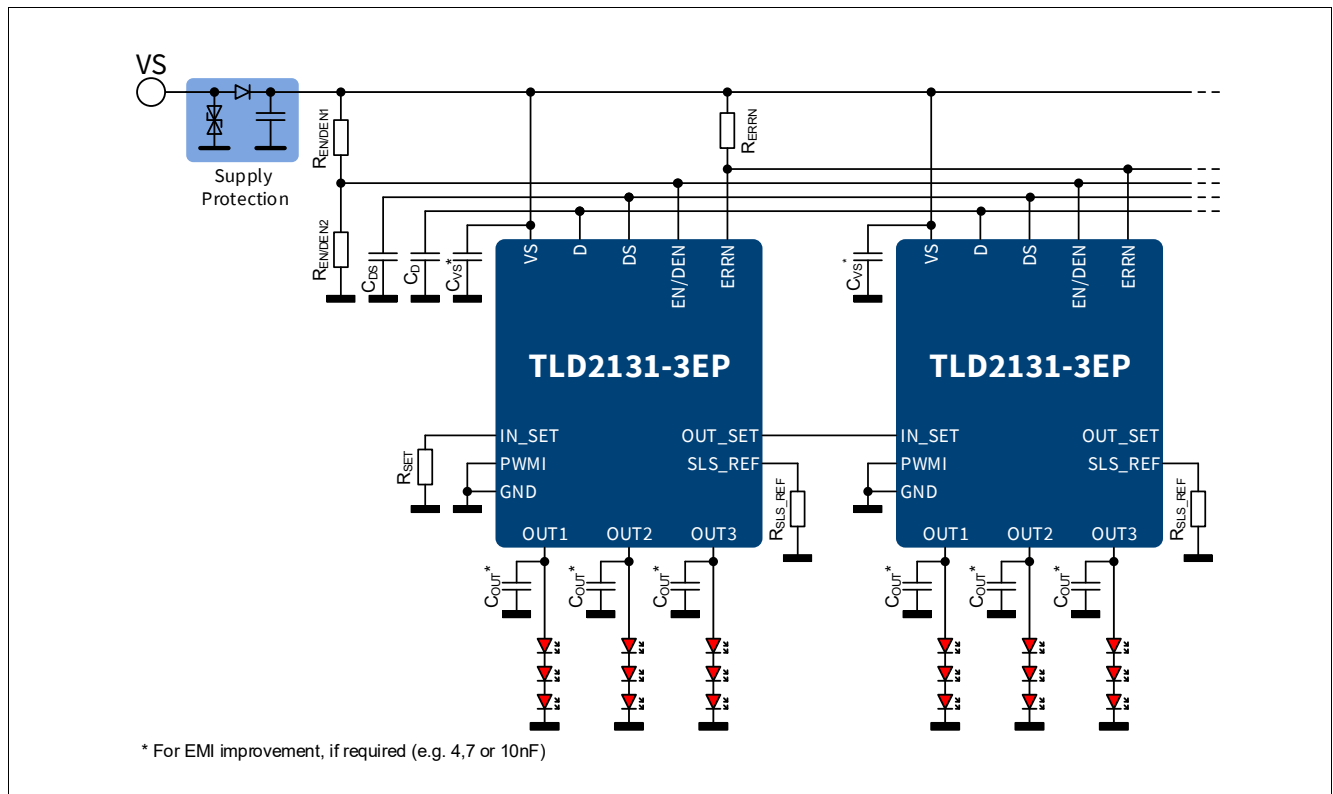 VS
Supply
Protection
REN/DEN1
REN/DEN2
RERRN
CDS
CD
CVS*
VS
D
DS
EN/DEN
ERRN
CVS*
VS
D
DS
EN/DEN
ERRN
TLD2131-3EP
TLD2131-3EP
RSET
IN_SET
PWMI
GND
OUT_SET
SLS_REF
RSLS_REF
IN_SET
PWMI
GND
OUT_SET
SLS_REF
RSLS_REF
OUT1
OUT2
OUT3
OUT1
OUT2
OUT3
COUT*
COUT*
COUT*
COUT*
COUT*
COUT*
* For EMI improvement, if required (e.g. 4,7 or 10nF)